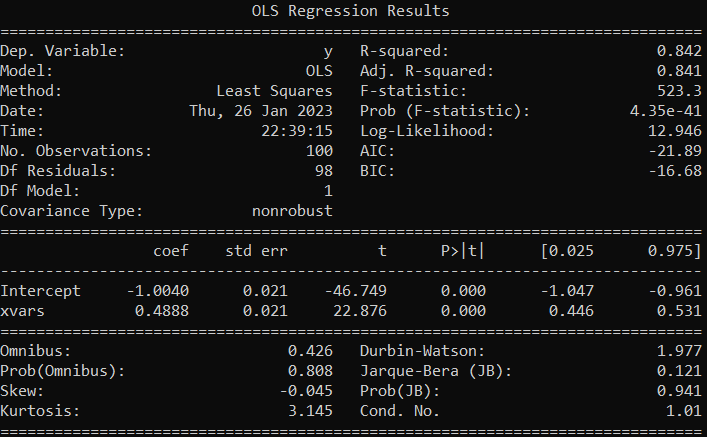 OLS Regression Results
==============================================================================
Dep. Variable:                      y   R-squared:                       0.842
Model:                            OLS   Adj. R-squared:                  0.841
Method:                 Least Squares   F-statistic:                     523.3
Date:                Thu, 26 Jan 2023   Prob (F-statistic):           4.35e-41
Time:                        22:39:15   Log-Likelihood:                 12.946
No. Observations:                 100   AIC:                            -21.89
Df Residuals:                      98   BIC:                            -16.68
Df Model:                           1
Covariance Type:            nonrobust
==============================================================================
                 coef    std err          t      P>|t|      [0.025      0.975]
------------------------------------------------------------------------------
Intercept     -1.0040      0.021    -46.749      0.000      -1.047      -0.961
xvars          0.4888      0.021     22.876      0.000       0.446       0.531
==============================================================================
Omnibus:                        0.426   Durbin-Watson:                   1.977
Prob(Omnibus):                  0.808   Jarque-Bera (JB):                0.121
Skew:                          -0.045   Prob(JB):                        0.941
Kurtosis:                       3.145   Cond. No.                         1.01
==============================================================================